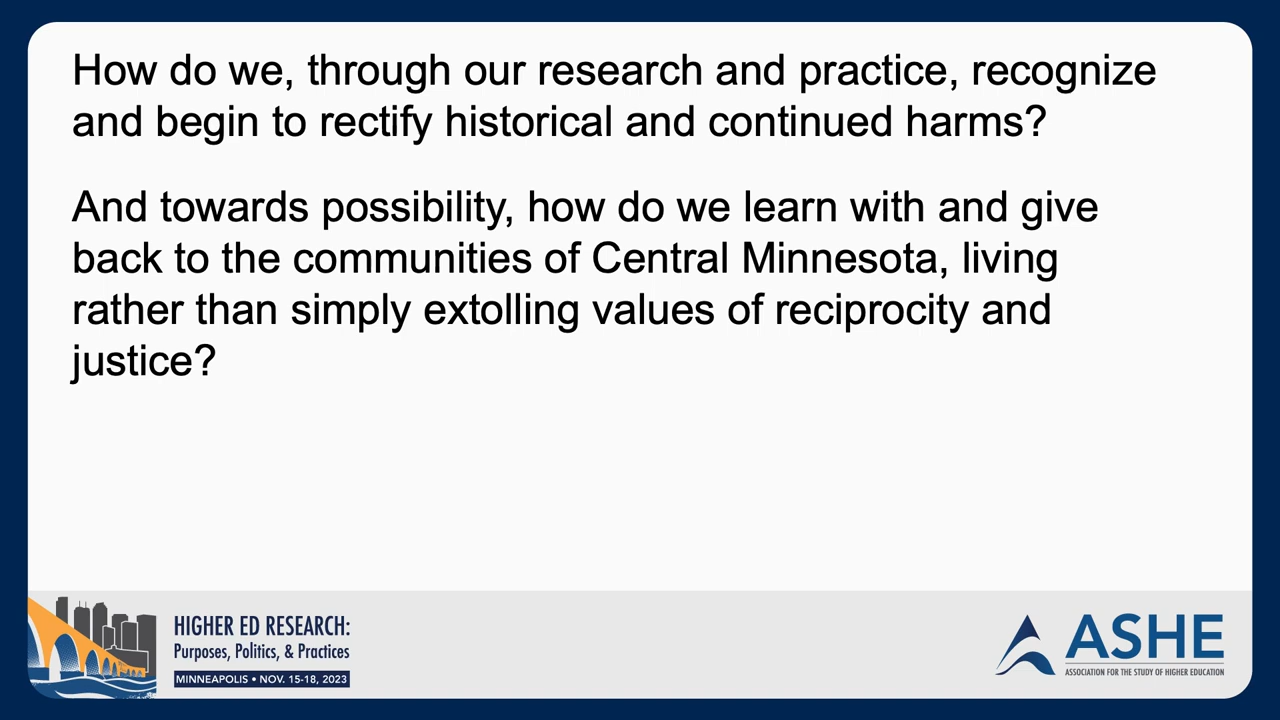 How do we, through our research and practice, recognize
and begin to rectify historical and continued harms?
And towards possibility, how do we learn with and give
back to the communities of Central Minnesota, living
rather than simply extolling values of reciprocity and
justice?
HIGHER ED RESEARCH:
Purposes, Politics, & Practices
MINNEAPOLIS • NOV. 15-18, 2023
ASHE
ASSOCIATION FOR THE STUDY OF HIGHER EDUCATION